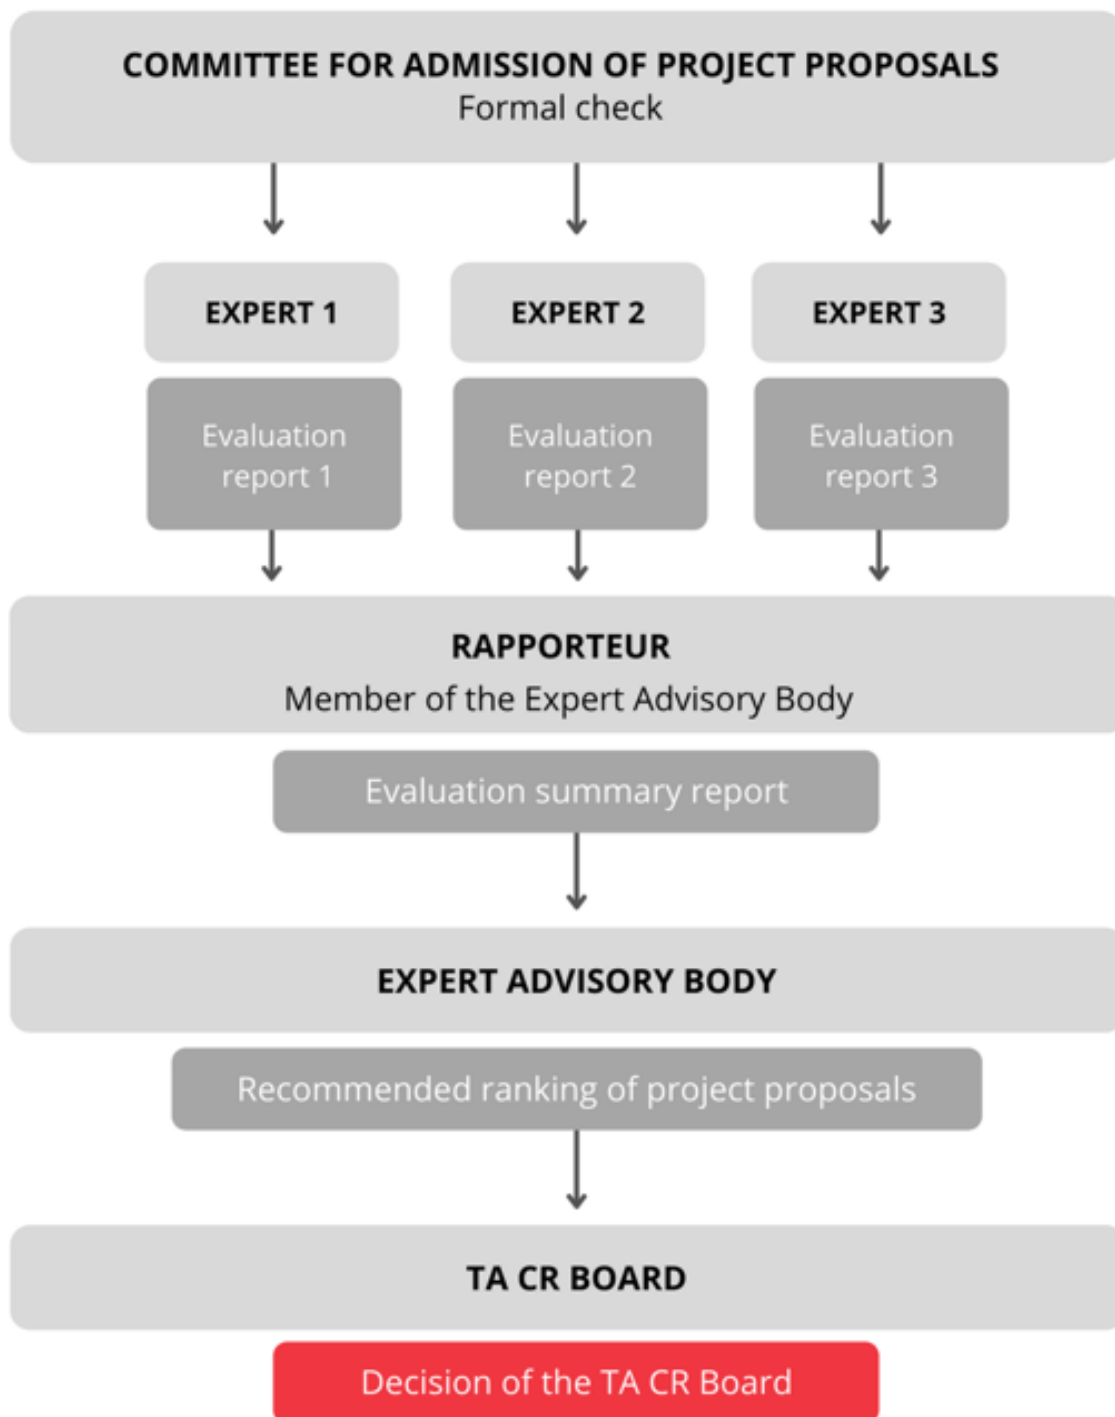 COMMITTEE FOR ADMISSION OF PROJECT PROPOSALS
Formal check
EXPERT 1
EXPERT 2
EXPERT 3
Evaluation
report 1
Evaluation
report 2
Evaluation
report 3
RAPPORTEUR
Member of the Expert Advisory Body
Evaluation summary report
EXPERT ADVISORY BODY
Recommended ranking of project proposals
TA CR BOARD
Decision of the TA CR Board